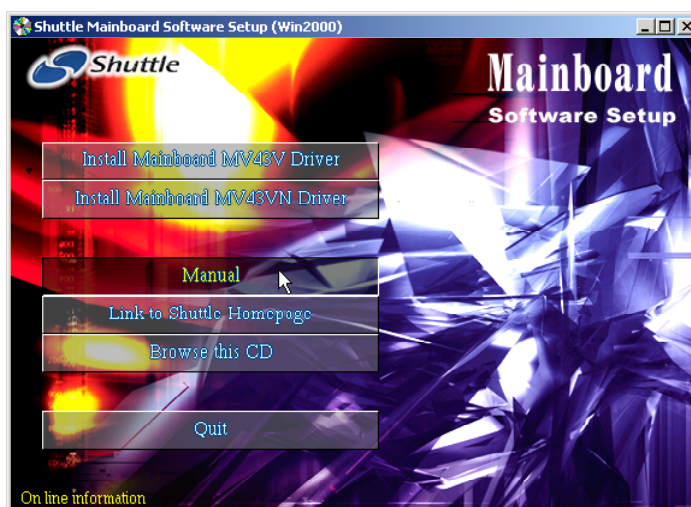 Shuttle Mainboard Software Setup (Win2000)
Shuttle
Mainboard
Software Setup
Install Mainboard MV43V Driver
Install Mainboard MV43VN Driver
Manual
Link to Shuttle Homepage
Browse this CD
Quit
On line information